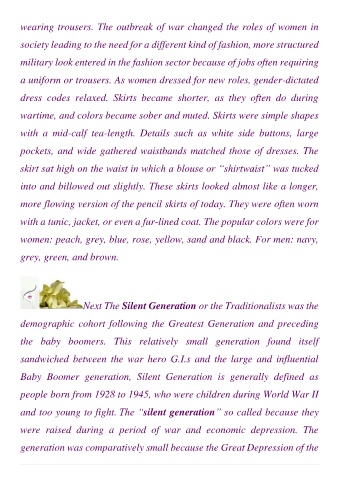 wearing trousers. The outbreak of war changed the roles of women in
society leading to the need for a different kind of fashion, more structured
military look entered in the fashion sector because of jobs often requiring
a uniform or trousers. As women dressed for new roles, gender-dictated
dress codes relaxed. Skirts became shorter, as they often do during
wartime, and colors became sober and muted. Skirts were simple shapes
with a mid-calf tea-length. Details such as white side buttons, large
pockets, and wide gathered waistbands matched those of dresses. The
skirt sat high on the waist in which a blouse or “shirtwaist” was tucked
into and billowed out slightly. These skirts looked almost like a longer,
more flowing version of the pencil skirts of today. They were often worn
with a tunic, jacket, or even a fur-lined coat. The popular colors were for
women: peach, grey, blue, rose, yellow, sand and black. For men: navy,
grey, green, and brown.
Next The Silent Generation or the Traditionalists was the
demographic cohort following the Greatest Generation and preceding
the baby boomers. This relatively small generation found itself
sandwiched between the war hero G.I.s and the large and influential
Baby Boomer generation, Silent Generation is generally defined as
people born from 1928 to 1945, who were children during World War II
and too young to fight. The “silent generation” so called because they
were raised during a period of war and economic depression. The
generation was comparatively small because the Great Depression of the